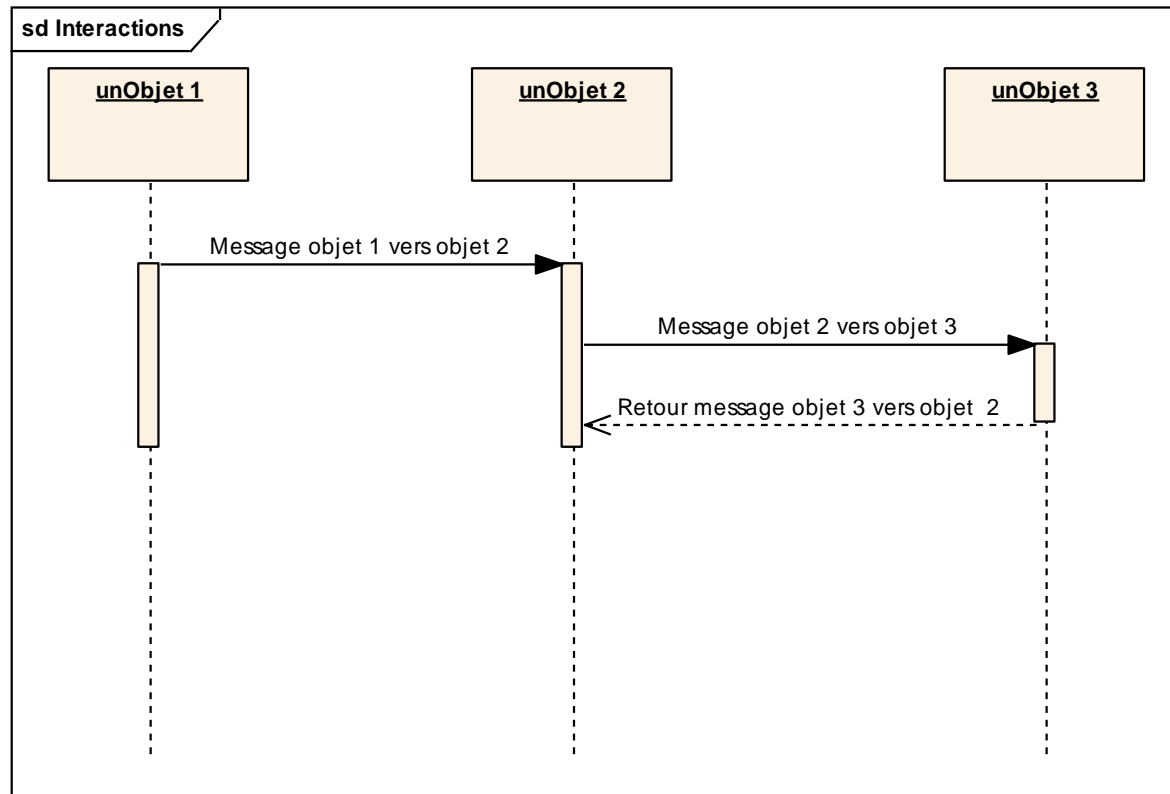 sd Interactions
unObjet 1
unObjet 2
unObjet 3
Message objet 1 vers objet 2
Message objet 2 vers objet 3
Retour message objet 3 vers objet 2